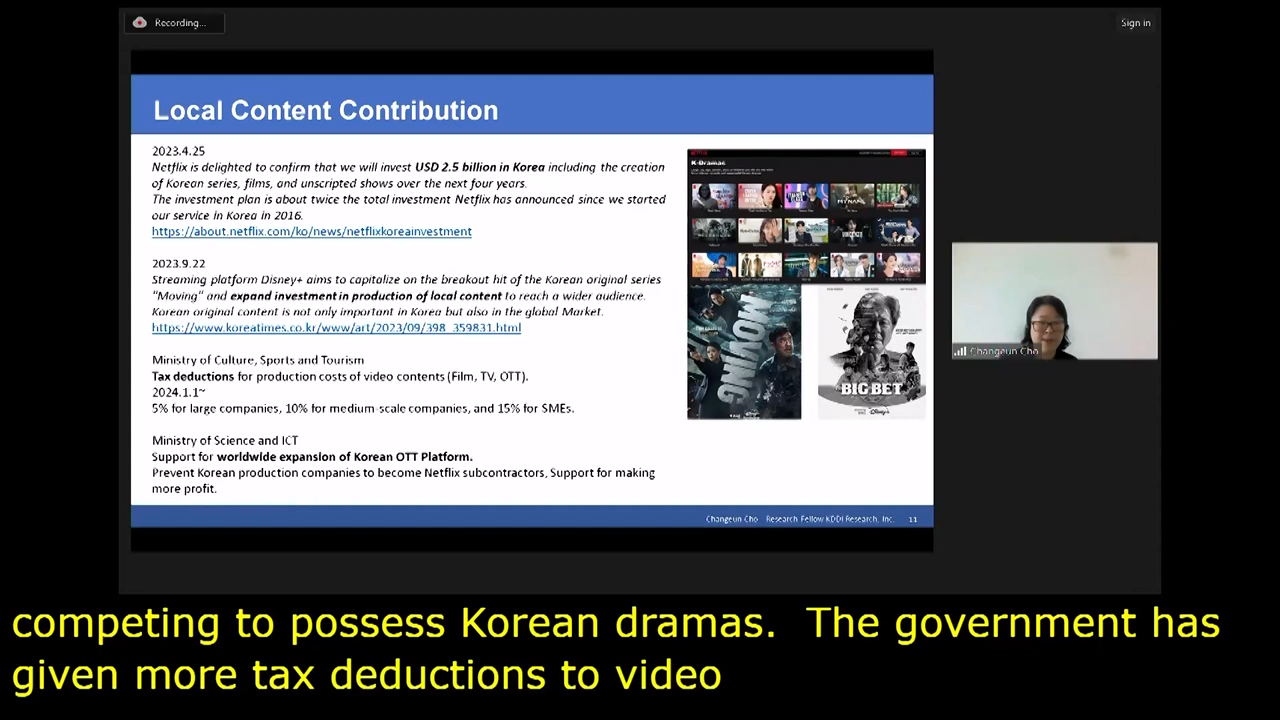 Recording...
Sign in
Local Content Contribution
2023.4.25
Netflix is delighted to confirm that we will invest USD 2.5 billion in Korea including the creation
of Korean series, films, and unscripted shows over the next four years.
The investment plan is about twice the total investment Netflix has announced since we started
our service in Korea in 2016.
https://about.netflix.com/ko/news/netflixkoreainvestment
2023.9.22
Streaming platform Disney+ aims to capitalize on the breakout hit of the Korean original series
"Moving" and expand investment in production of local content to reach a wider audience.
Korean original content is not only important in Korea but also in the global Market.
https://www.koreatimes.co.kr/www/art/2023/09/398_359831.html
Ministry of Culture, Sports and Tourism
Tax deductions for production costs of video contents (Film, TV, OTT).
2024.1.1~
5% for large companies, 10% for medium-scale companies, and 15% for SMEs.
Ministry of Science and ICT
Support for worldwide expansion of Korean OTT Platform.
Prevent Korean production companies to become Netflix subcontractors, Support for making
more profit.
NETFLIX
K-Dramas
MY NAME
MOVING
BIG BET
Disney+
Changeun Cho
Changeun Cho Research Fellow KDDI Research, Inc. 11
competing to possess Korean dramas. The government has
given more tax deductions to video